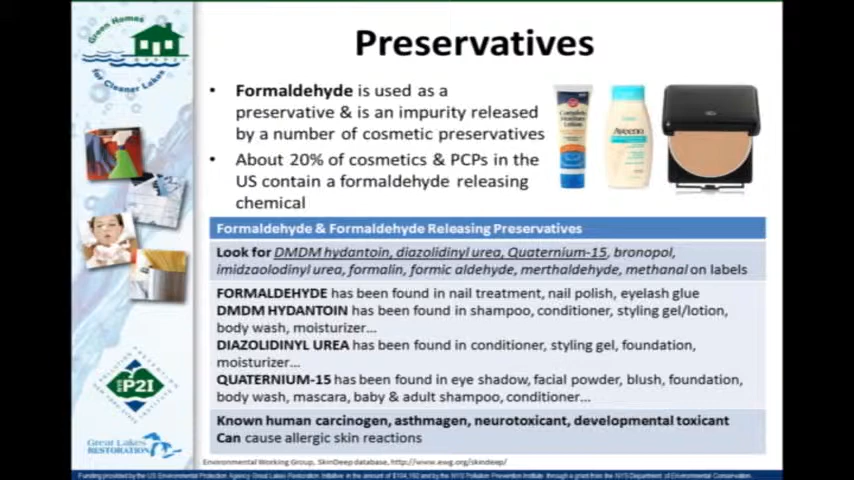 Green Homes
for Cleaner Lakes
Preservatives
• Formaldehyde is used as a
preservative & is an impurity released
by a number of cosmetic preservatives
• About 20% of cosmetics & PCPs in the
US contain a formaldehyde releasing
chemical
Aveeno
Formaldehyde & Formaldehyde Releasing Preservatives
Look for DMDM hydantoin, diazolidinyl urea, Quaternium-15, bronopol,
imidzaolodinyl urea, formalin, formic aldehyde, merthaldehyde, methanal on labels
FORMALDEHYDE has been found in nail treatment, nail polish, eyelash glue
DMDM HYDANTOIN has been found in shampoo, conditioner, styling gel/lotion,
body wash, moisturizer...
DIAZOLIDINYL UREA has been found in conditioner, styling gel, foundation,
moisturizer...
QUATERNIUM-15 has been found in eye shadow, facial powder, blush, foundation,
body wash, mascara, baby & adult shampoo, conditioner...
Known human carcinogen, asthmagen, neurotoxicant, developmental toxicant
Can cause allergic skin reactions
P2I
Great Lakes
RESTORATION
Environmental Working Group, SkinDeep database, http://www.ewg.org/skindeep/
Funding provided by the US Environmental Protection Agency Great Lakes Restoration Initiative in the amount of $104,162 and by the NYS Pollution Prevention Institute through a grant from the NYS Department of Environmental Conservation.